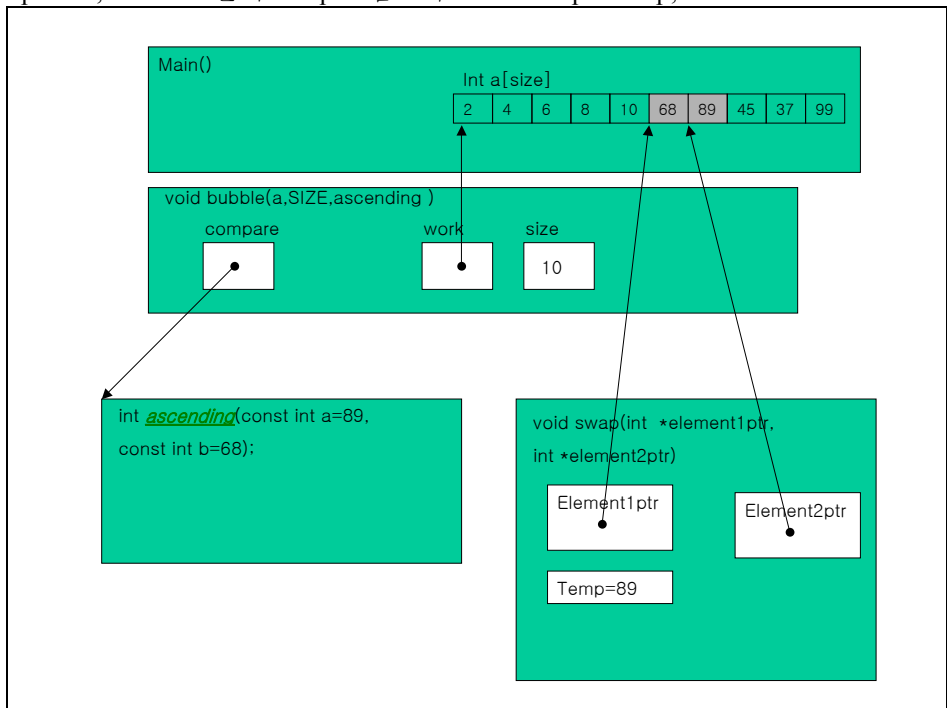 Main()
Int a[size]
2 4 6 8 10 68 89 45 37 99
void bubble(a,SIZE,ascending )
compare work size
10
int ascending(const int a=89,
const int b=68);
void swap(int *element1ptr,
int *element2ptr)
Element1ptr
Element2ptr
Temp=89